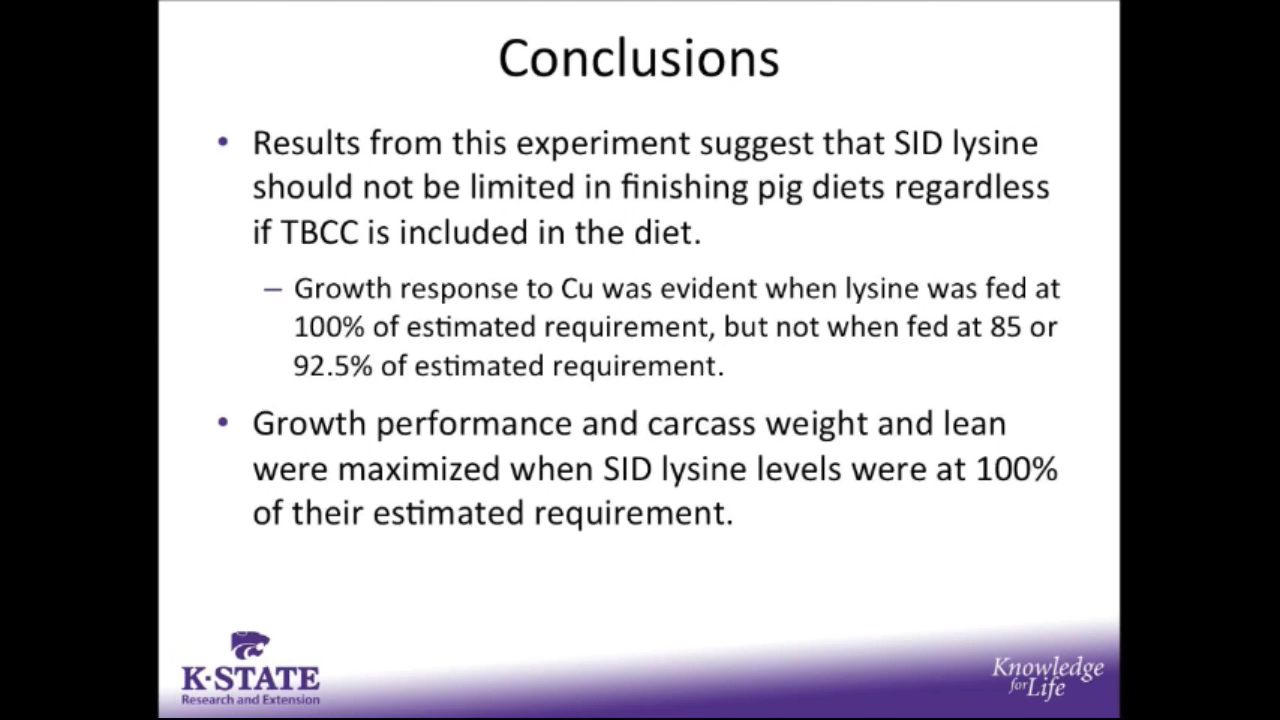 Conclusions
• Results from this experiment suggest that SID lysine
should not be limited in finishing pig diets regardless
if TBCC is included in the diet.
– Growth response to Cu was evident when lysine was fed at
100% of estimated requirement, but not when fed at 85 or
92.5% of estimated requirement.
• Growth performance and carcass weight and lean
were maximized when SID lysine levels were at 100%
of their estimated requirement.
K-STATE
Research and Extension
Knowledge
for Life